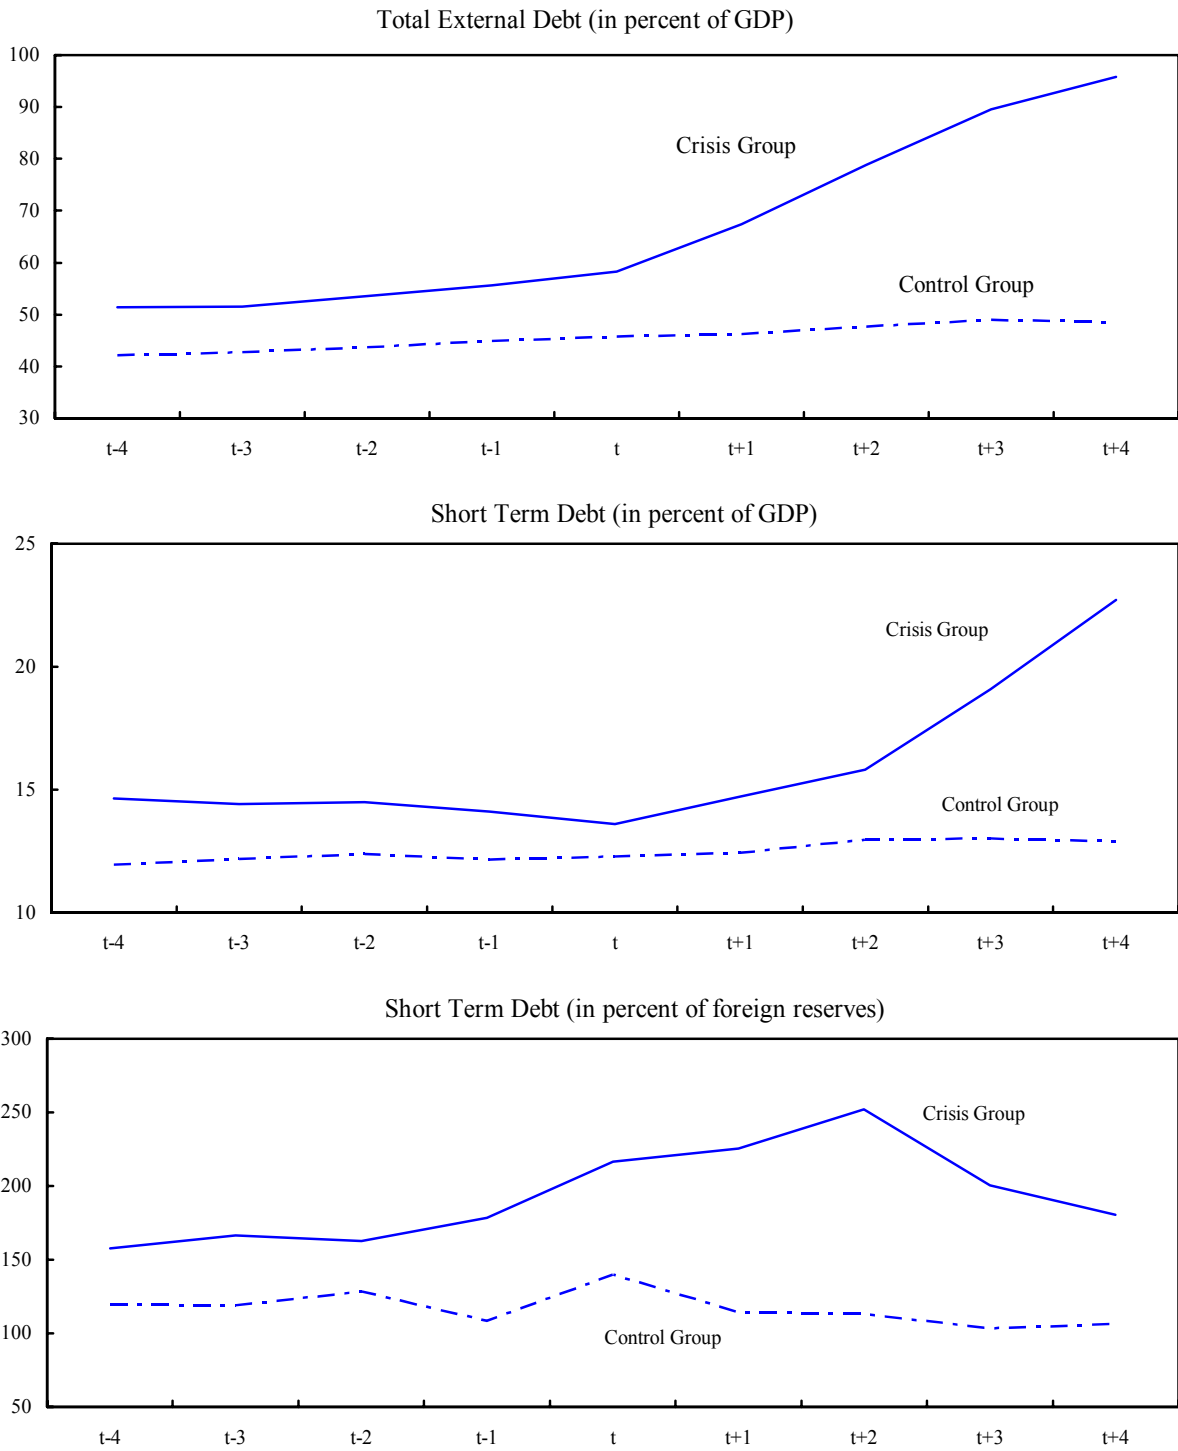 Total External Debt (in percent of GDP)
100
90
80
70
60
50
40
30
Crisis Group
Control Group
t-4 t-3 t-2 t-1 t t+1 t+2 t+3 t+4
Short Term Debt (in percent of GDP)
25
20
15
10
Crisis Group
Control Group
t-4 t-3 t-2 t-1 t t+1 t+2 t+3 t+4
Short Term Debt (in percent of foreign reserves)
300
250
200
150
100
50
Crisis Group
Control Group
t-4 t-3 t-2 t-1 t t+1 t+2 t+3 t+4